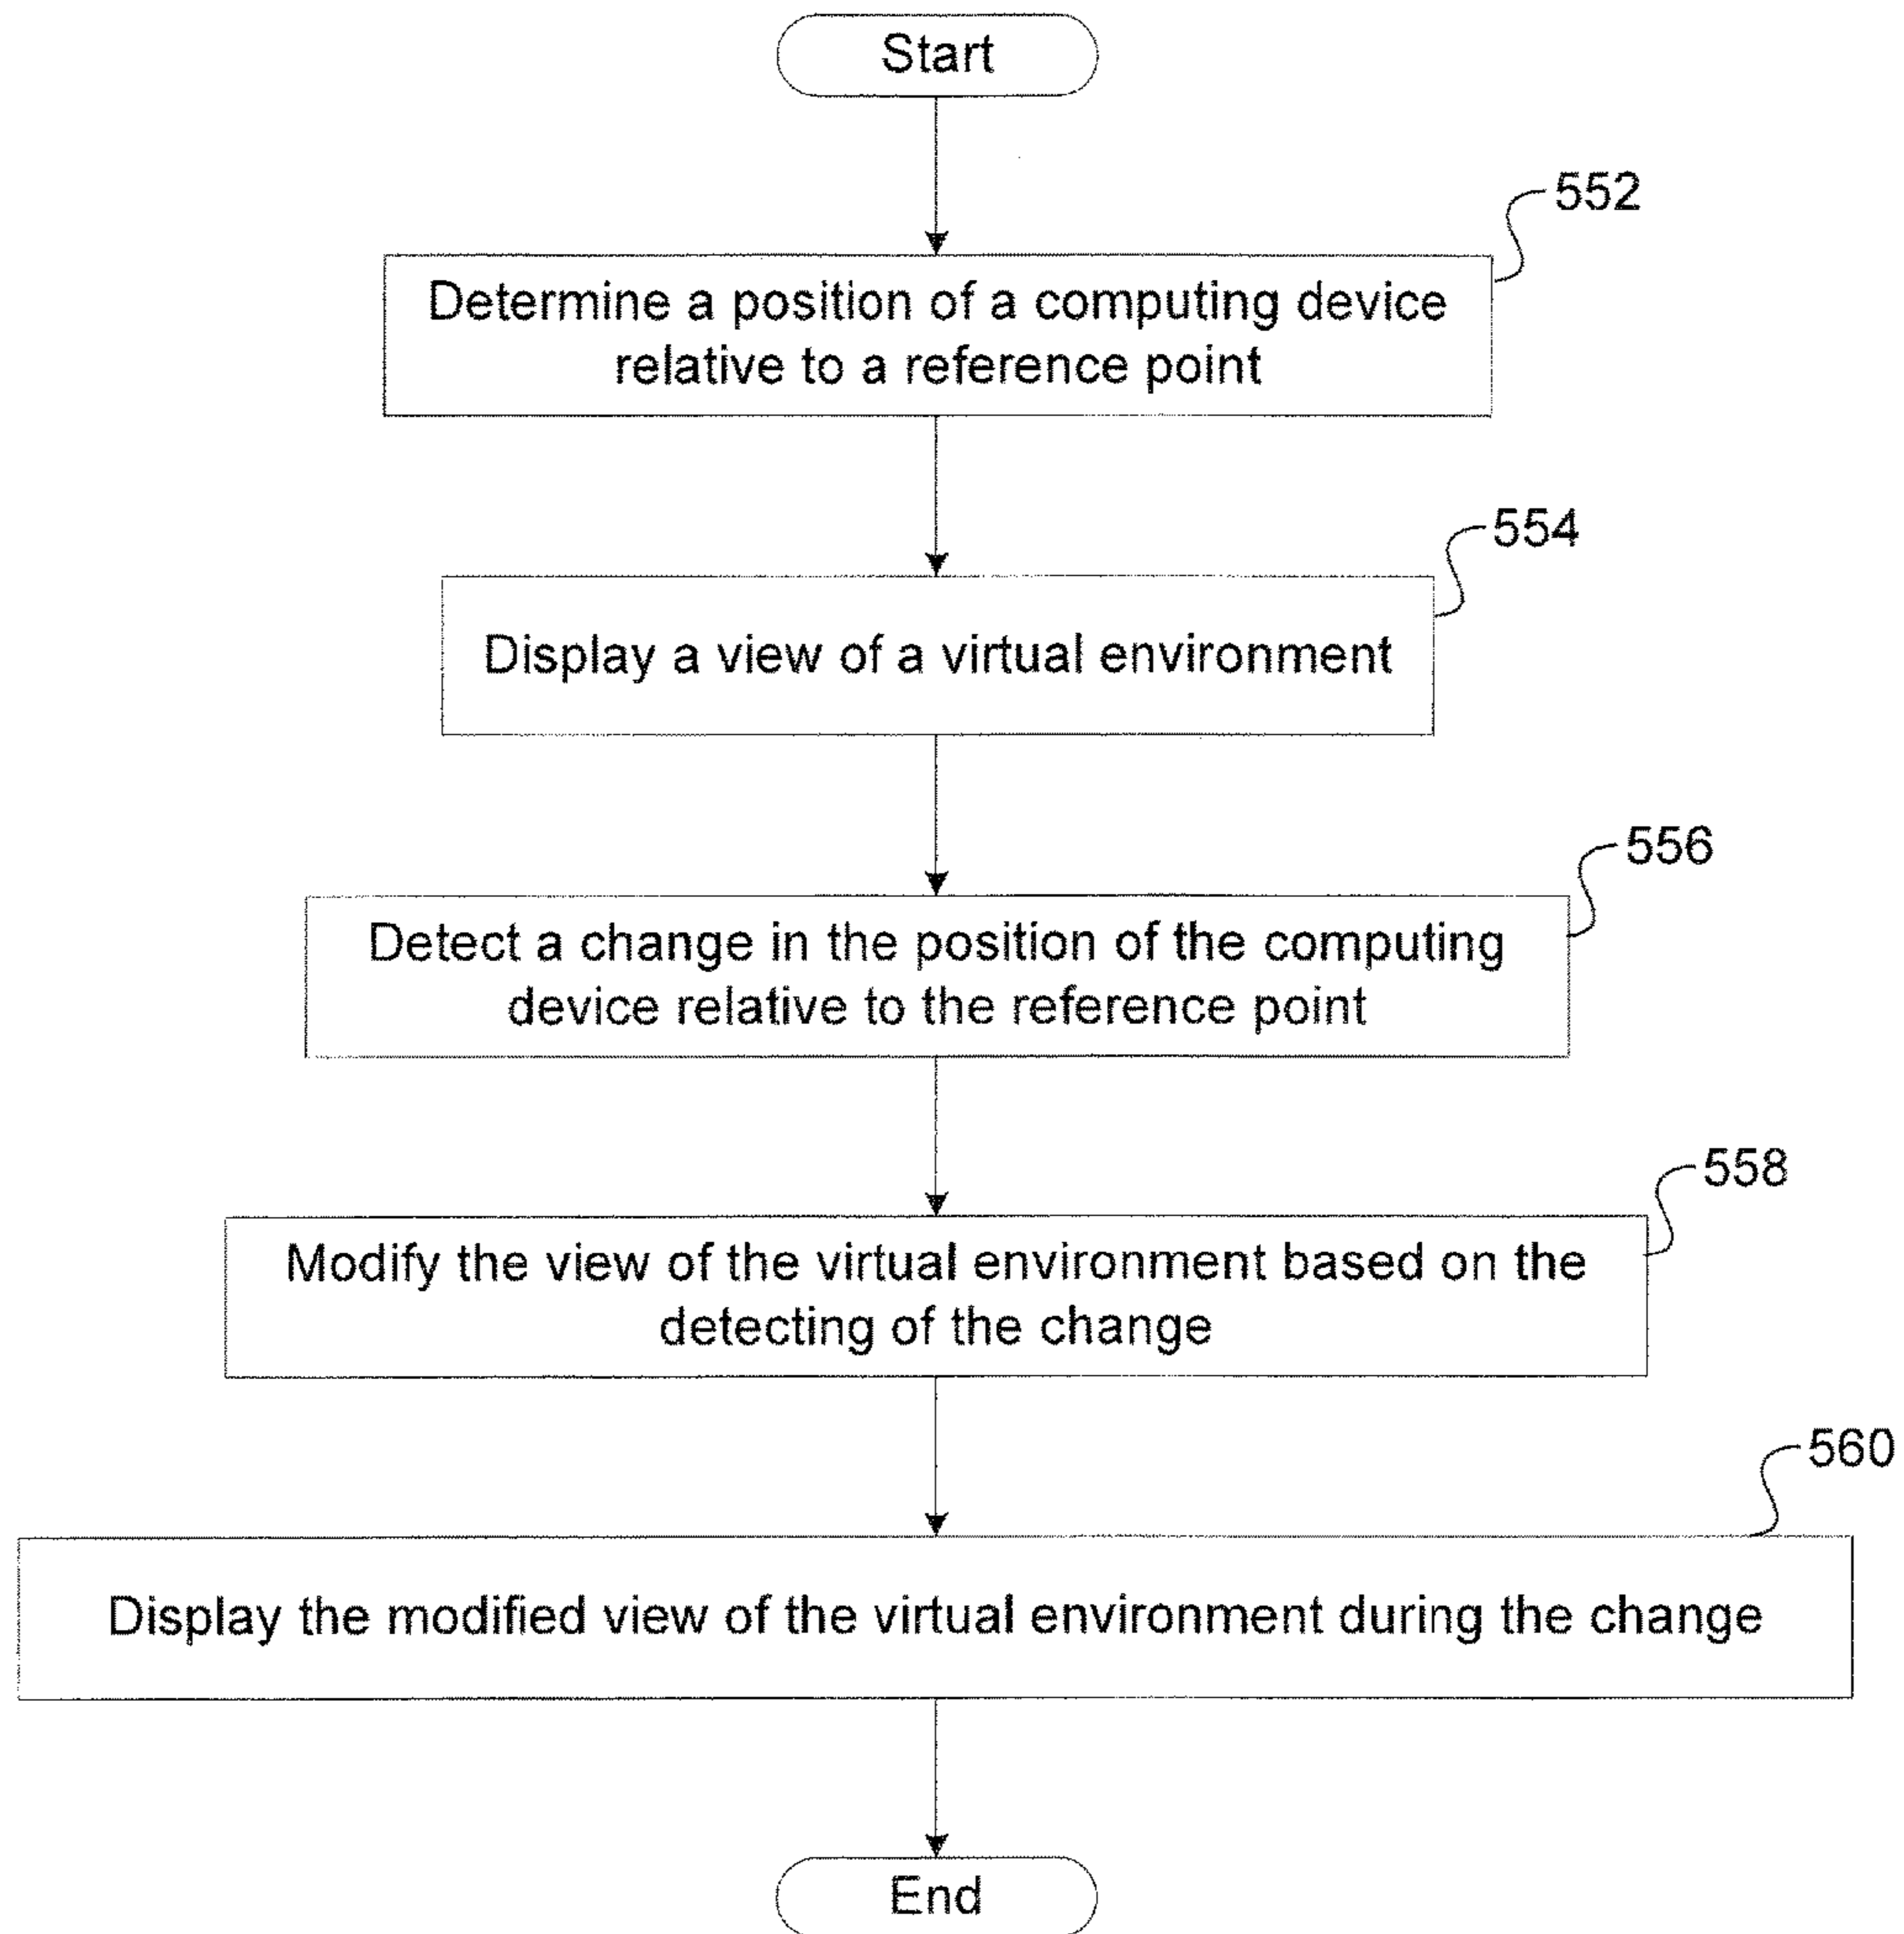 Start
552
Determine a position of a computing device
relative to a reference point
554
Display a view of a virtual environment
556
Detect a change in the position of the computing
device relative to the reference point
558
Modify the view of the virtual environment based on the
detecting of the change
560
Display the modified view of the virtual environment during the change
End